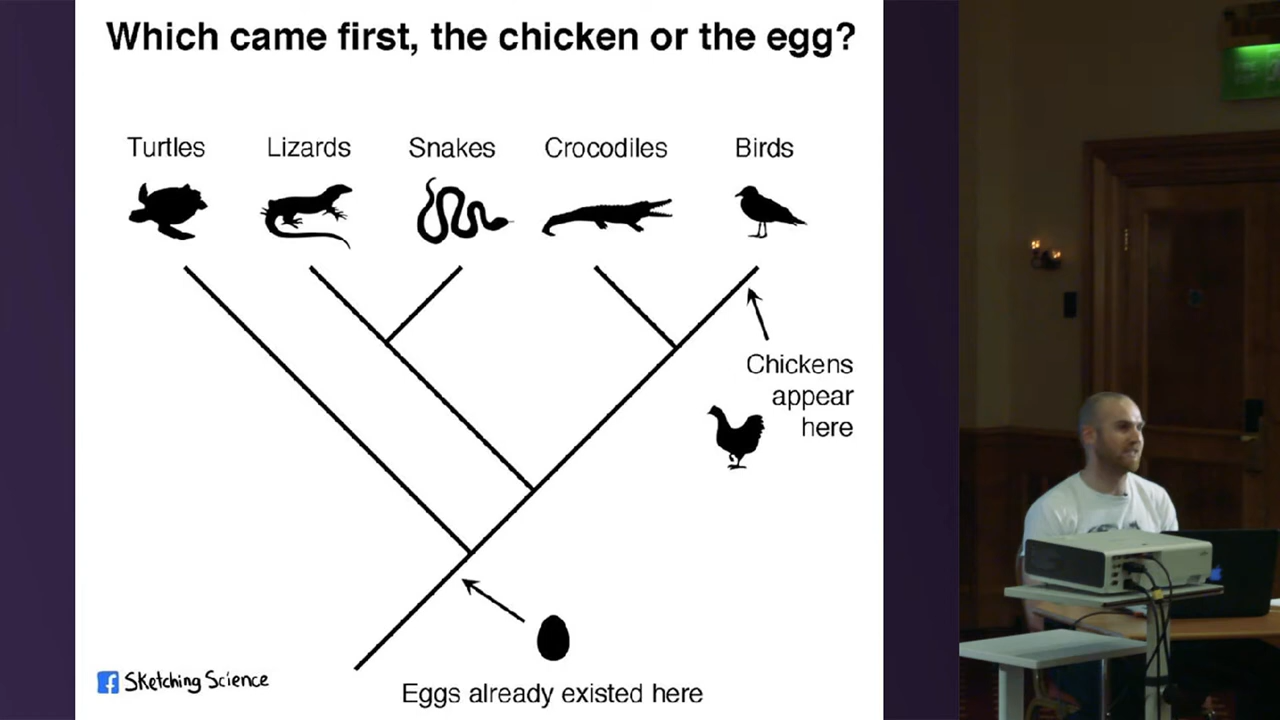 Which came first, the chicken or the egg?
Turtles Lizards Snakes Crocodiles Birds
Chickens
appear
here
Sketching Science
Eggs already existed here